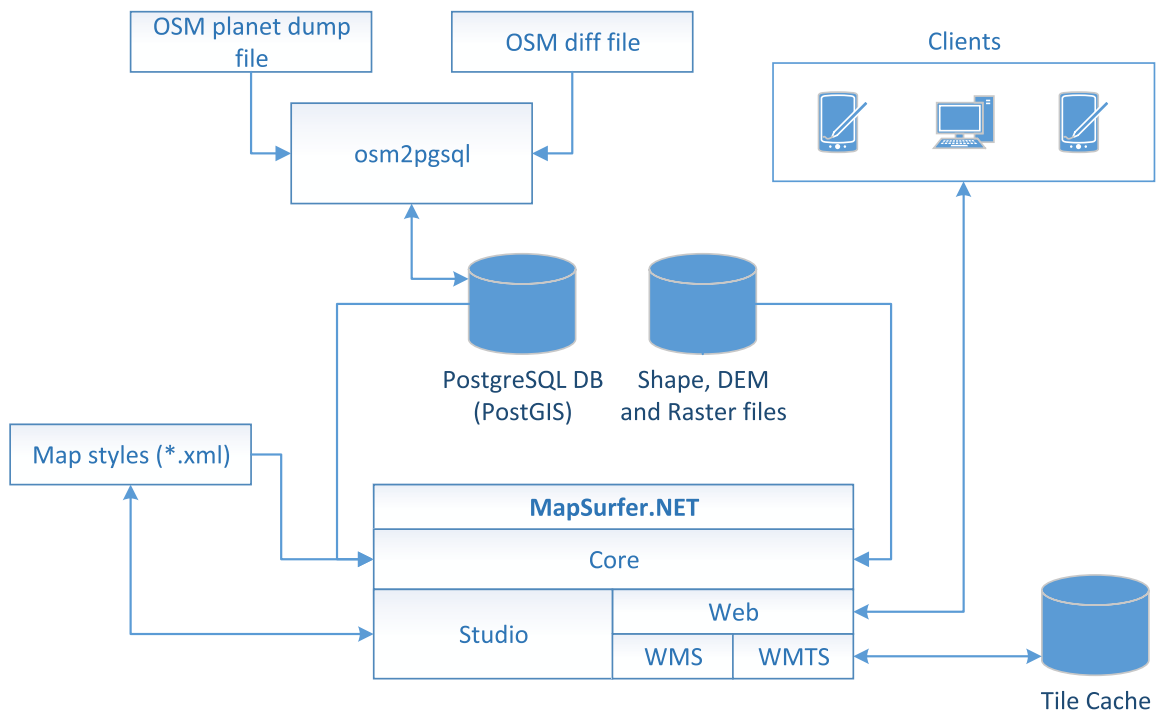 OSM planet dump
file
OSM diff file
Clients
osm2pgsql
PostgreSQL DB
(PostGIS)
Shape, DEM
and Raster files
Map styles (*.xml)
MapSurfer.NET
Core
Studio
Web
WMS
WMTS
Tile Cache